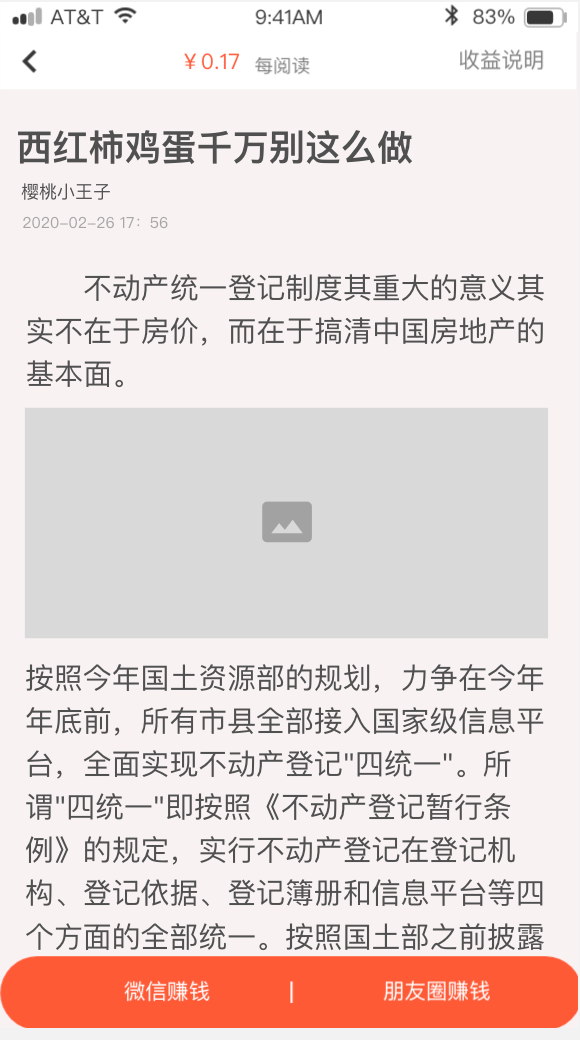 AT&T 9:41AM 83%
¥0.17 每阅读 收益说明
西红柿鸡蛋千万别这么做
樱桃小王子
2020-02-26 17：56
不动产统一登记制度其重大的意义其
实不在于房价，而在于搞清中国房地产的
基本面。
按照今年国土资源部的规划，力争在今年
年底前，所有市县全部接入国家级信息平
台，全面实现不动产登记"四统一"。所
谓"四统一"即按照《不动产登记暂行条
例》的规定，实行不动产登记在登记机
构、登记依据、登记簿册和信息平台等四
个方面的全部统一。按照国土部之前披露
微信赚钱 | 朋友圈赚钱